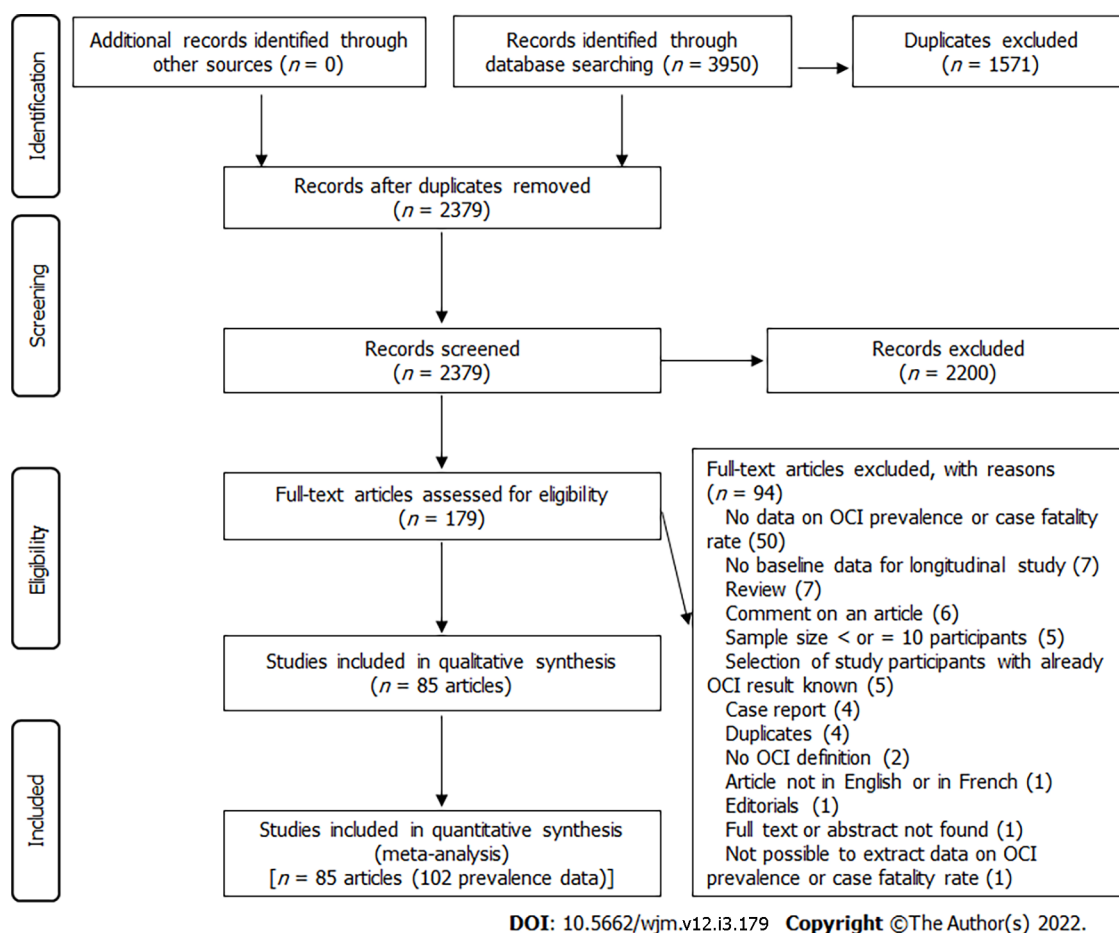 Identification
Additional records identified through
other sources (n = 0)
Records identified through
database searching (n = 3950)
Duplicates excluded
(n = 1571)
Records after duplicates removed
(n = 2379)
Screening
Records screened
(n = 2379)
Records excluded
(n = 2200)
Eligibility
Full-text articles assessed for eligibility
(n = 179)
Full-text articles excluded, with reasons
(n = 94)
No data on OCI prevalence or case fatality
rate (50)
No baseline data for longitudinal study (7)
Review (7)
Comment on an article (6)
Sample size < or = 10 participants (5)
Selection of study participants with already
OCI result known (5)
Case report (4)
Duplicates (4)
No OCI definition (2)
Article not in English or in French (1)
Editorials (1)
Full text or abstract not found (1)
Not possible to extract data on OCI
prevalence or case fatality rate (1)
Studies included in qualitative synthesis
(n = 85 articles)
Included
Studies included in quantitative synthesis
(meta-analysis)
[n = 85 articles (102 prevalence data)]
DOI: 10.5662/wjm.v12.i3.179 Copyright ©The Author(s) 2022.